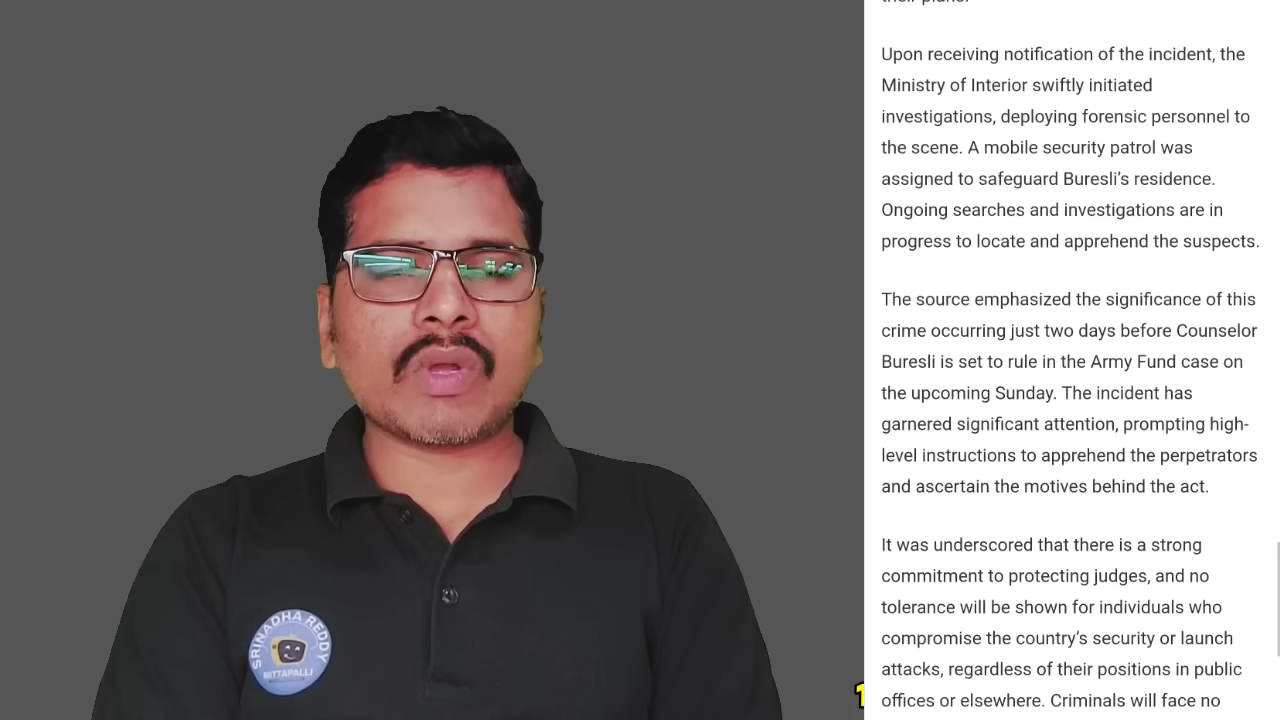 SRINADHA REDDY
MITTAPALLI
Upon receiving notification of the incident, the
Ministry of Interior swiftly initiated
investigations, deploying forensic personnel to
the scene. A mobile security patrol was
assigned to safeguard Buresli’s residence.
Ongoing searches and investigations are in
progress to locate and apprehend the suspects.
The source emphasized the significance of this
crime occurring just two days before Counselor
Buresli is set to rule in the Army Fund case on
the upcoming Sunday. The incident has
garnered significant attention, prompting high-
level instructions to apprehend the perpetrators
and ascertain the motives behind the act.
It was underscored that there is a strong
commitment to protecting judges, and no
tolerance will be shown for individuals who
compromise the country’s security or launch
attacks, regardless of their positions in public
offices or elsewhere. Criminals will face no